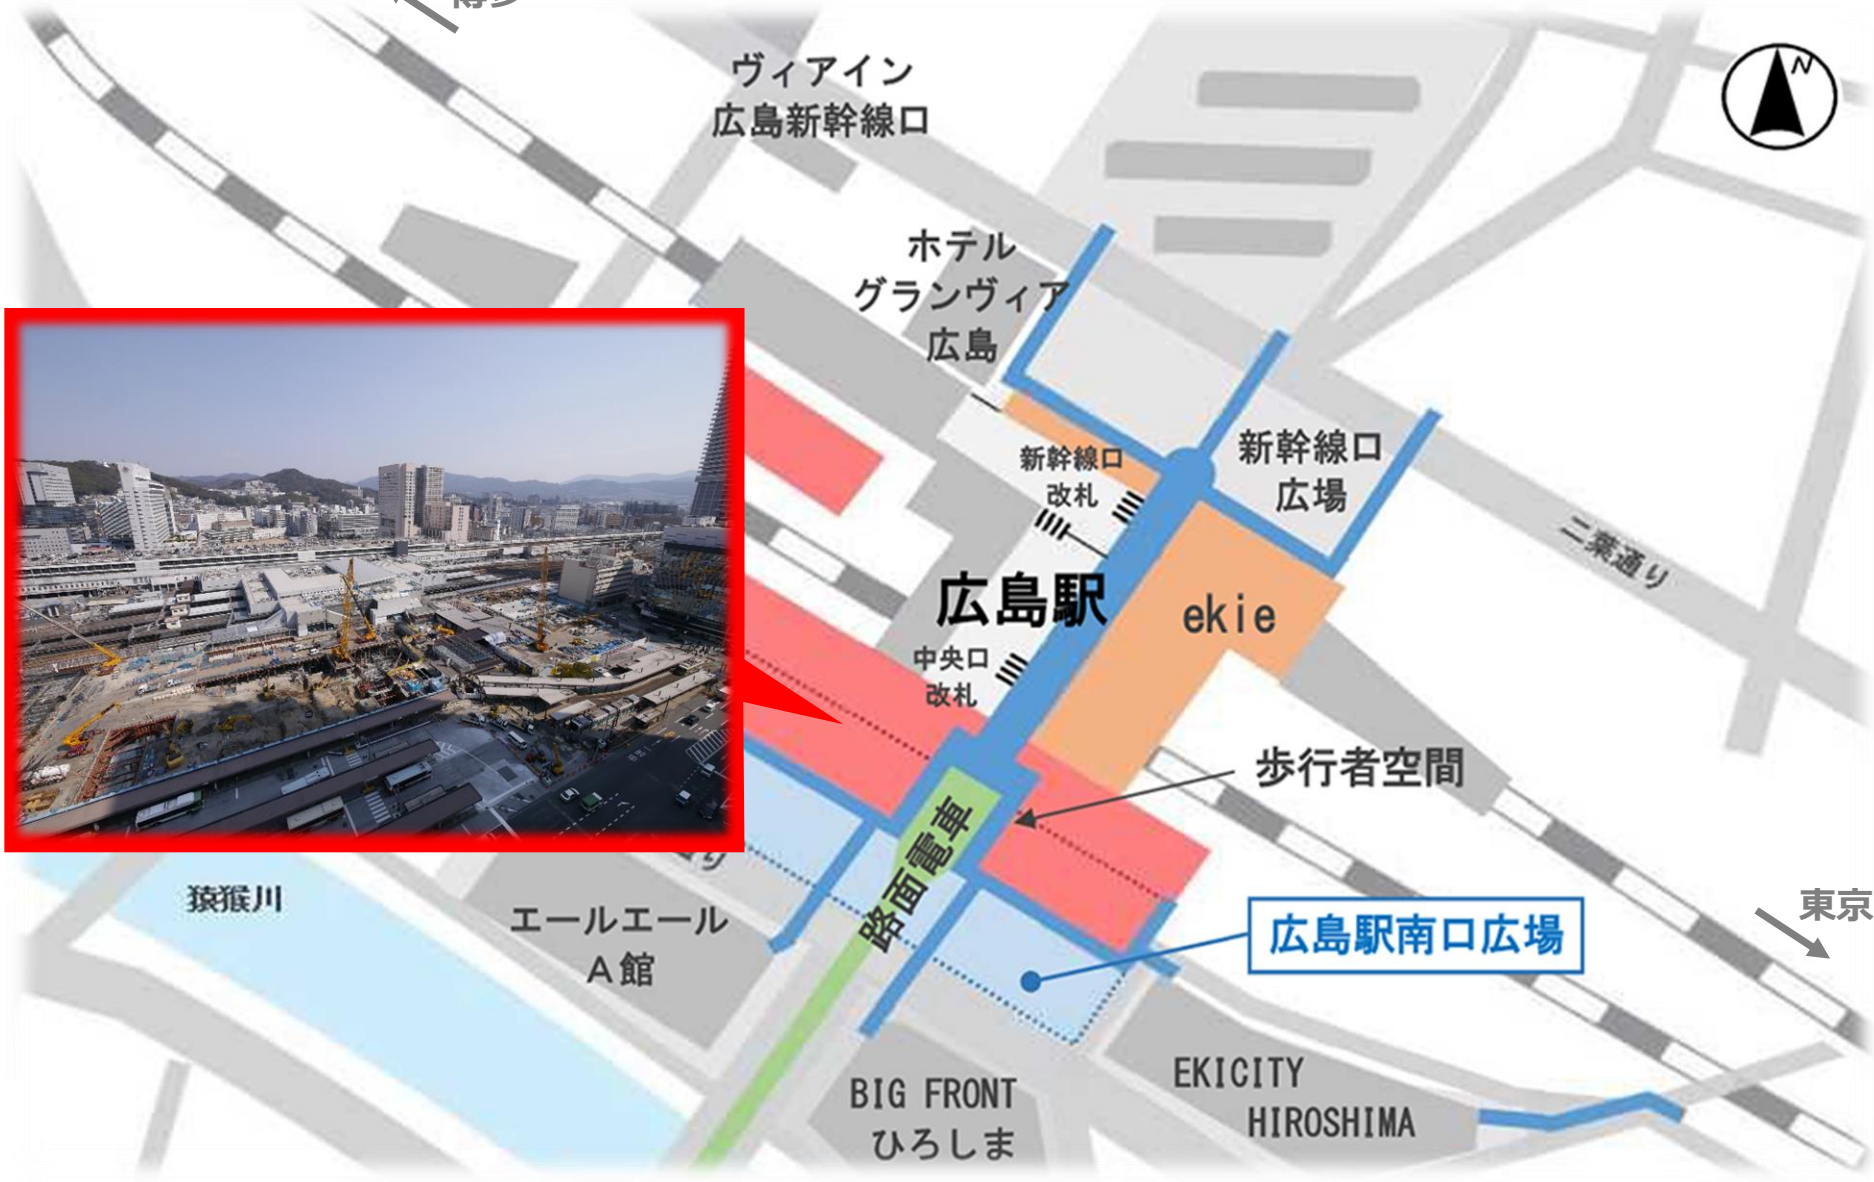 ヴィアイン
広島新幹線口
N
ホテル
グランヴィア
広島
新幹線口
改札
新幹線口
広場
二葉通り
広島駅
ekie
中央口
改札
歩行者空間
路面電車
猿猴川
エールエール
A館
広島駅南口広場
東京
BIG FRONT
ひろしま
EKICITY
HIROSHIMA